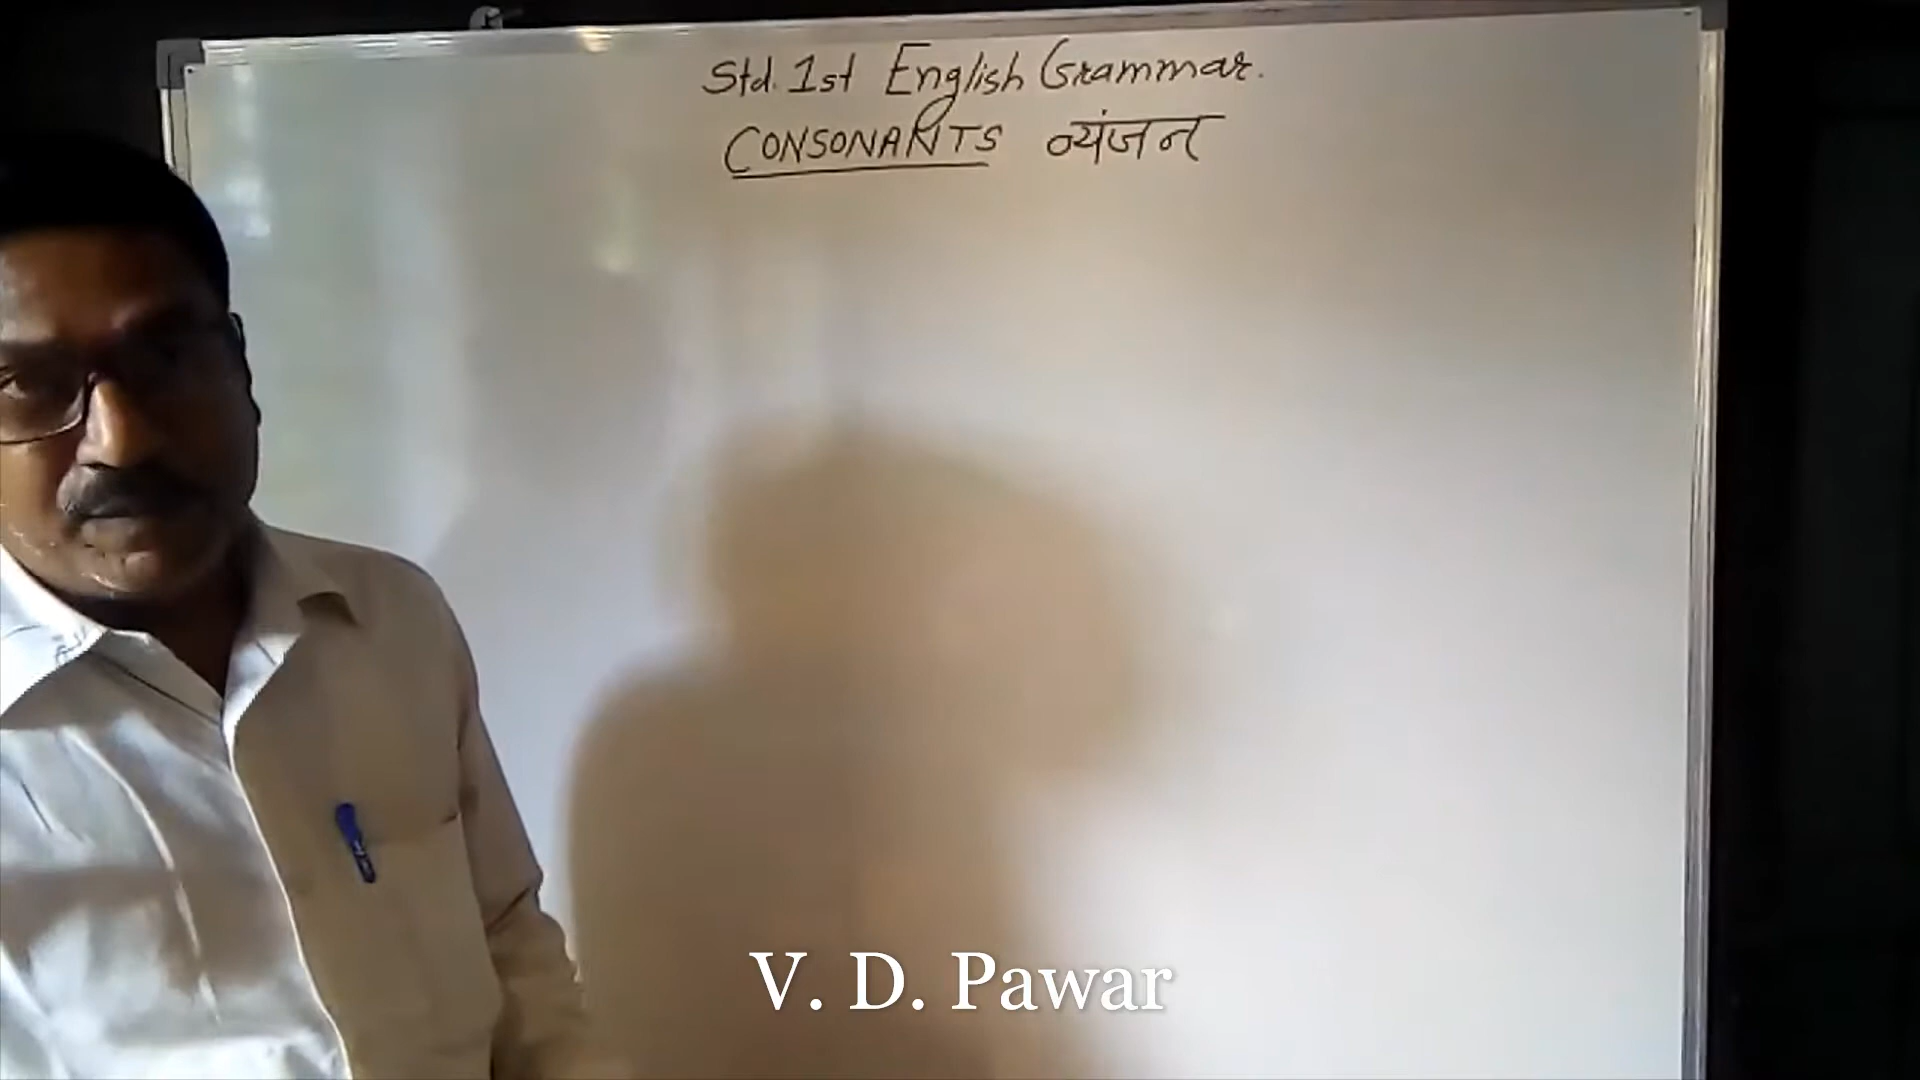 Std. 1st English Grammar.
CONSONANTS व्यंजन
V. D. Pawar